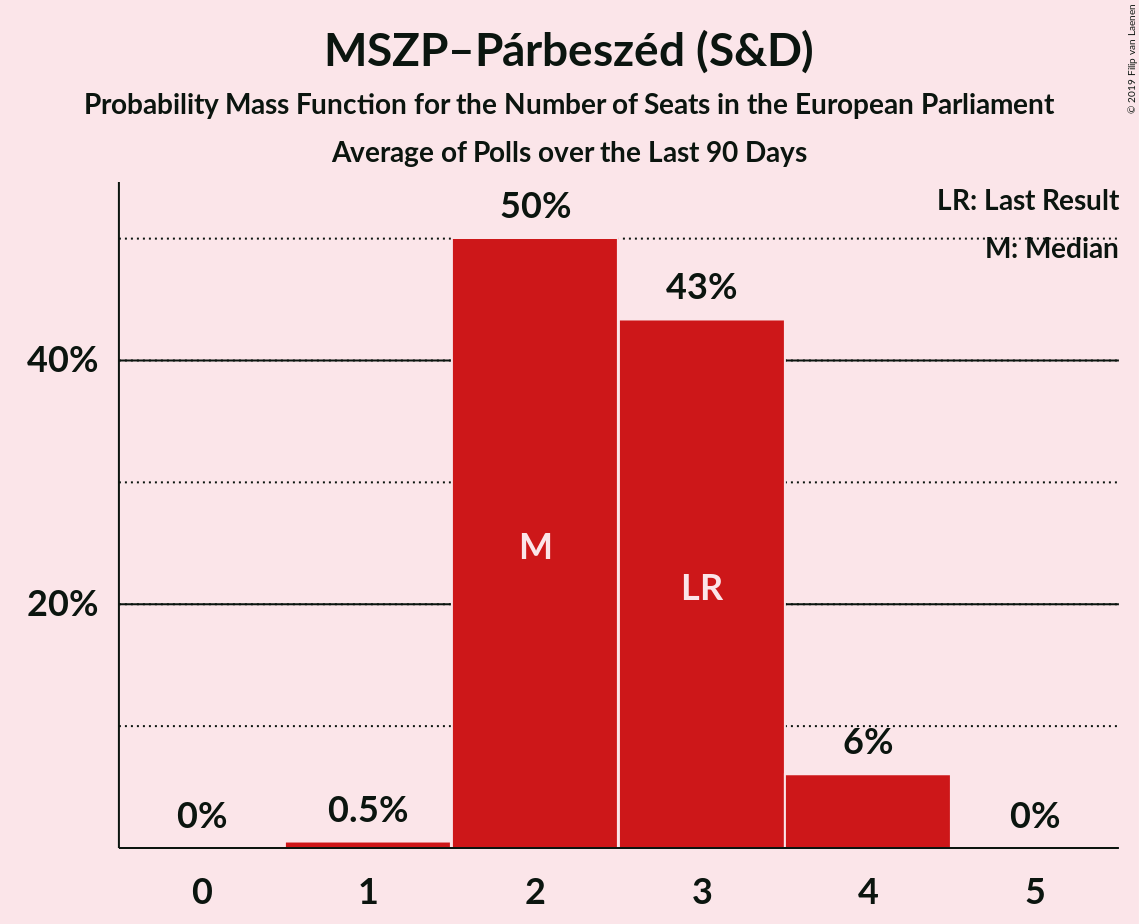 MSZP–Párbeszéd (S&D)
Probability Mass Function for the Number of Seats in the European Parliament
Average of Polls over the Last 90 Days
© 2019 Filip van Laenen
LR: Last Result
M: Median
50%
43%
40%
M
LR
20%
6%
0.5%
0%
0%
0
1
2
3
4
5